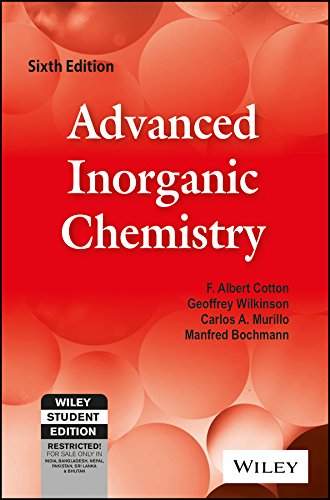 Sixth Edition
Advanced
Inorganic
Chemistry
F. Albert Cotton
Geoffrey Wilkinson
Carlos A. Murillo
Manfred Bochmann
WILEY
STUDENT
EDITION
RESTRICTED!
FOR SALE ONLY IN
INDIA, BANGLADESH, NEPAL,
PAKISTAN, SRI LANKA
& BHUTAN
WILEY